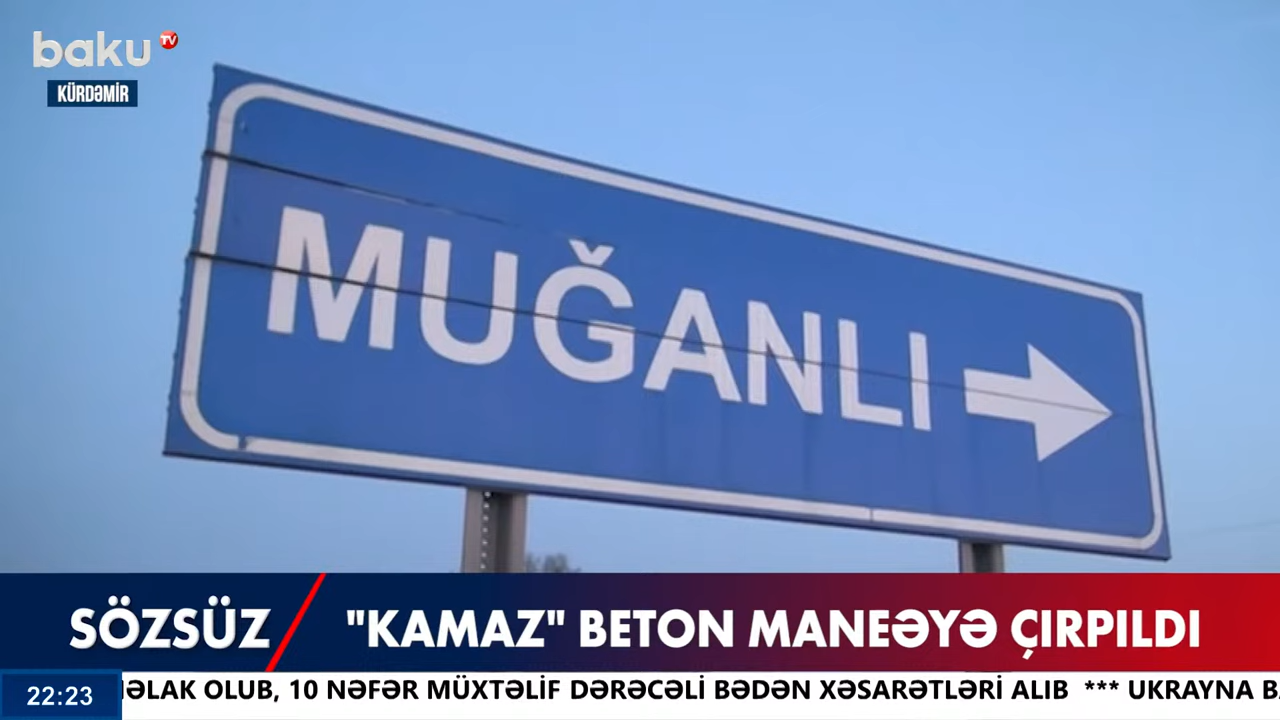 baku TV
KÜRDƏMİR
MUĞANLI
SÖZSÜZ
"KAMAZ" BETON MANEƏYƏ ÇIRPILDI
22:23
OLUB, 10 NƏFƏR MÜXTƏLİF DƏRƏCƏLİ BƏDƏN XƏSARƏTLƏRİ ALIB *** UKRAYNA